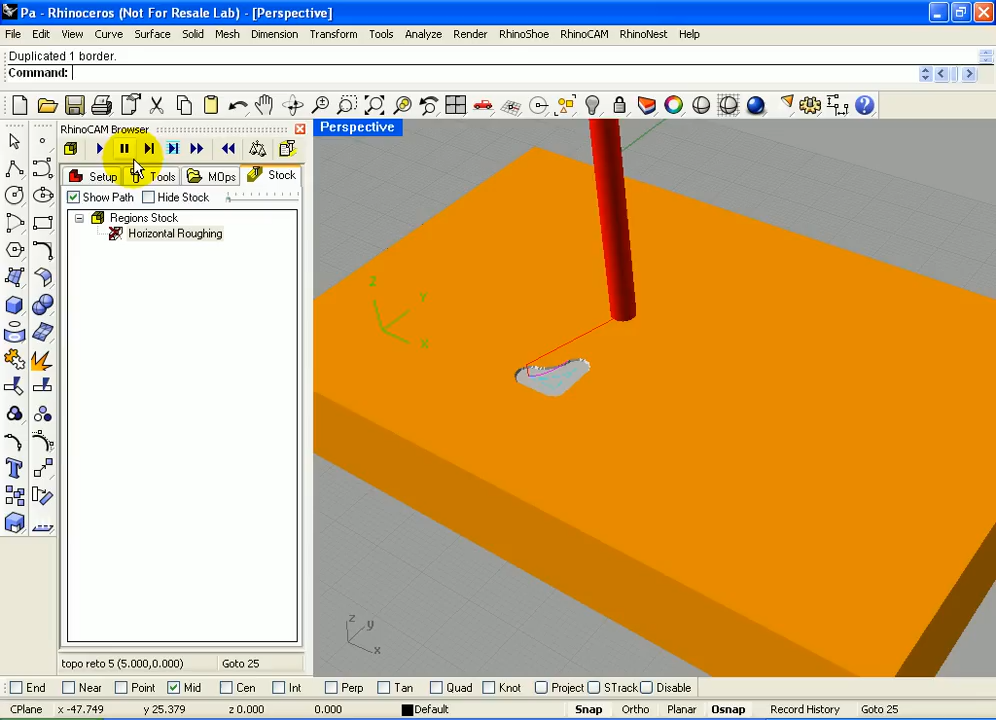 Pa - Rhinoceros (Not For Resale Lab) - [Perspective]
File Edit View Curve Surface Solid Mesh Dimension Transform Tools Analyze Render RhinoShoe RhinoCAM RhinoNest Help
Duplicated 1 border.
Command:
RhinoCAM Browser
Perspective
Setup Tools MOps Stock
Show Path Hide Stock
Regions Stock
Horizontal Roughing
Z
Y
X
z
y
x
topo reto 5 (5.000,0.000) Goto 25
End Near Point Mid Cen Int Perp Tan Quad Knot Project STrack Disable
CPlane x -47.749 y 25.379 z 0.000 0.000 Default Snap Ortho Planar Osnap Record History Goto 25